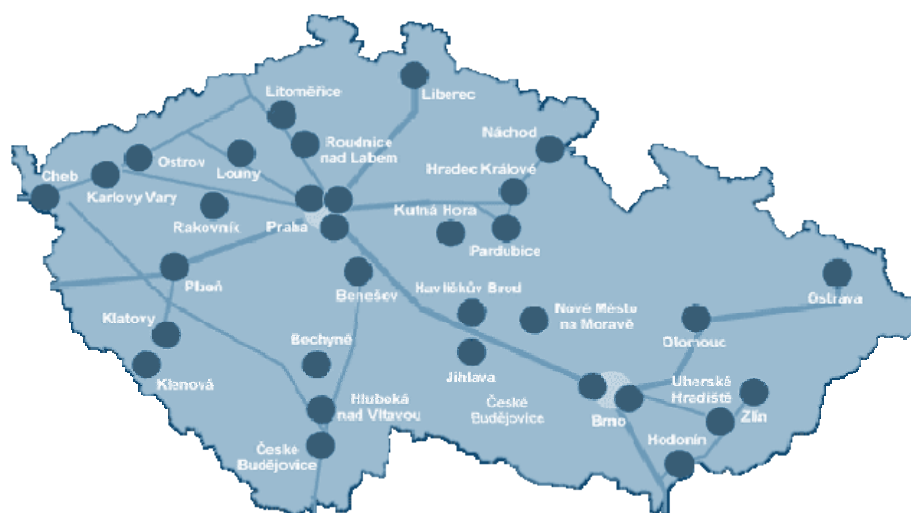 Litoměřice
Liberec
Roudnice
nad Labem
Náchod
Ostrov
Louny
Hradec Králové
Cheb
Karlovy Vary
Rakovník
Praha
Kutná Hora
Pardubice
Plzeň
Benešov
Havlíčkův Brod
Ostrava
Nové Město
na Moravě
Klatovy
Bechyně
Olomouc
Klenová
Jihlava
Uherské
Hrediště
Hluboká
nad Vltavou
České
Budějovice
Brno
Zlín
Hodonín
České
Budějovice